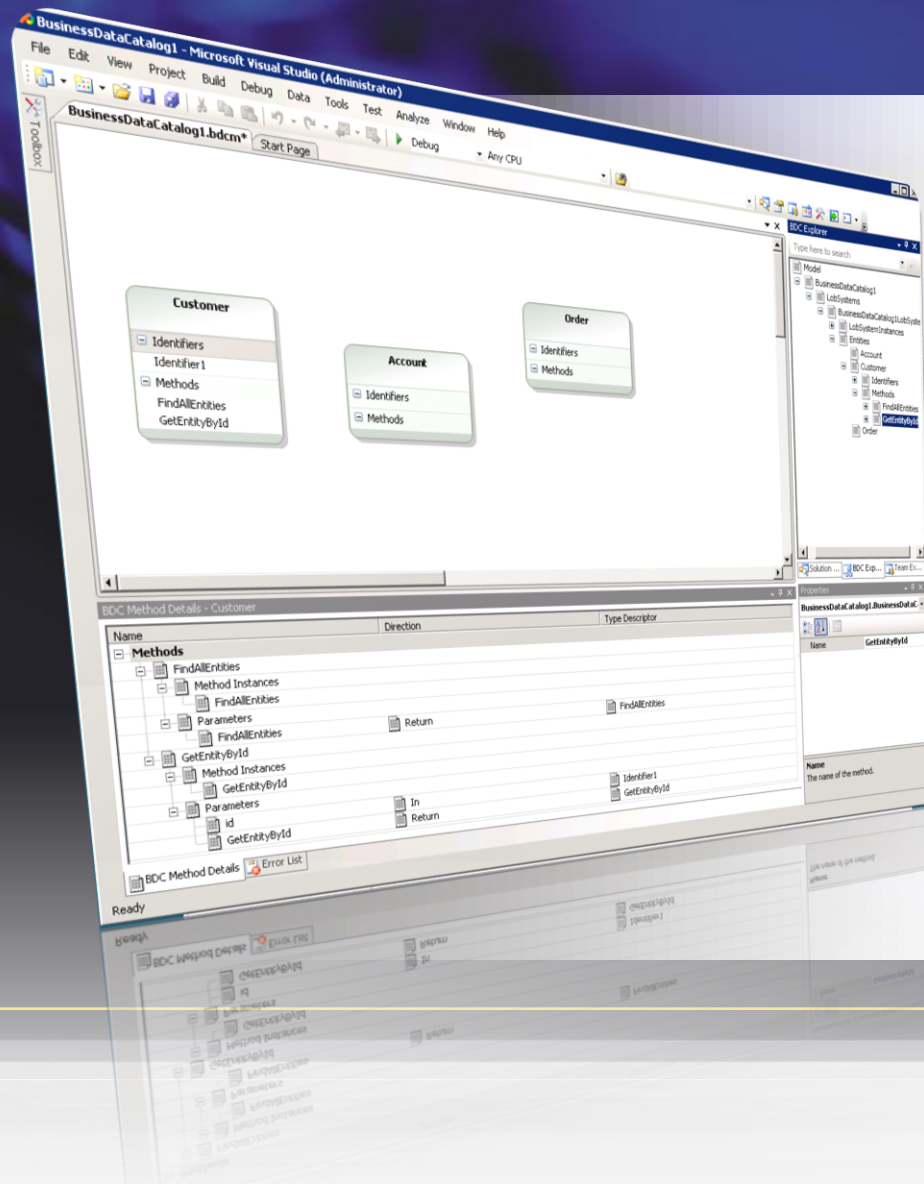 BusinessDataCatalog1 - Microsoft Visual Studio (Administrator)
File Edit View Project Build Debug Data Tools Test Analyze Window Help
Debug Any CPU
Toolbox
BusinessDataCatalog1.bdcm* Start Page
Customer
Identifiers
Identifier1
Methods
FindAllEntities
GetEntityById
Account
Identifiers
Methods
Order
Identifiers
Methods
BDC Explorer
Type here to search
Model
BusinessDataCatalog1
LobSystems
BusinessDataCatalog1LobSyste
LobSystemInstances
Entities
Account
Customer
Identifiers
Methods
FindAllEntities
GetEntityById
Order
Solution ... BDC Exp... Team Ex...
Properties
BusinessDataCatalog1.BusinessDataC
Name GetEntityById
Name
The name of the method.
BDC Method Details - Customer
Name Direction Type Descriptor
Methods
FindAllEntities
Method Instances
FindAllEntities
Parameters
FindAllEntities Return FindAllEntities
GetEntityById
Method Instances
GetEntityById
Parameters
id In Identifier1
GetEntityById Return GetEntityById
BDC Method Details Error List
Ready